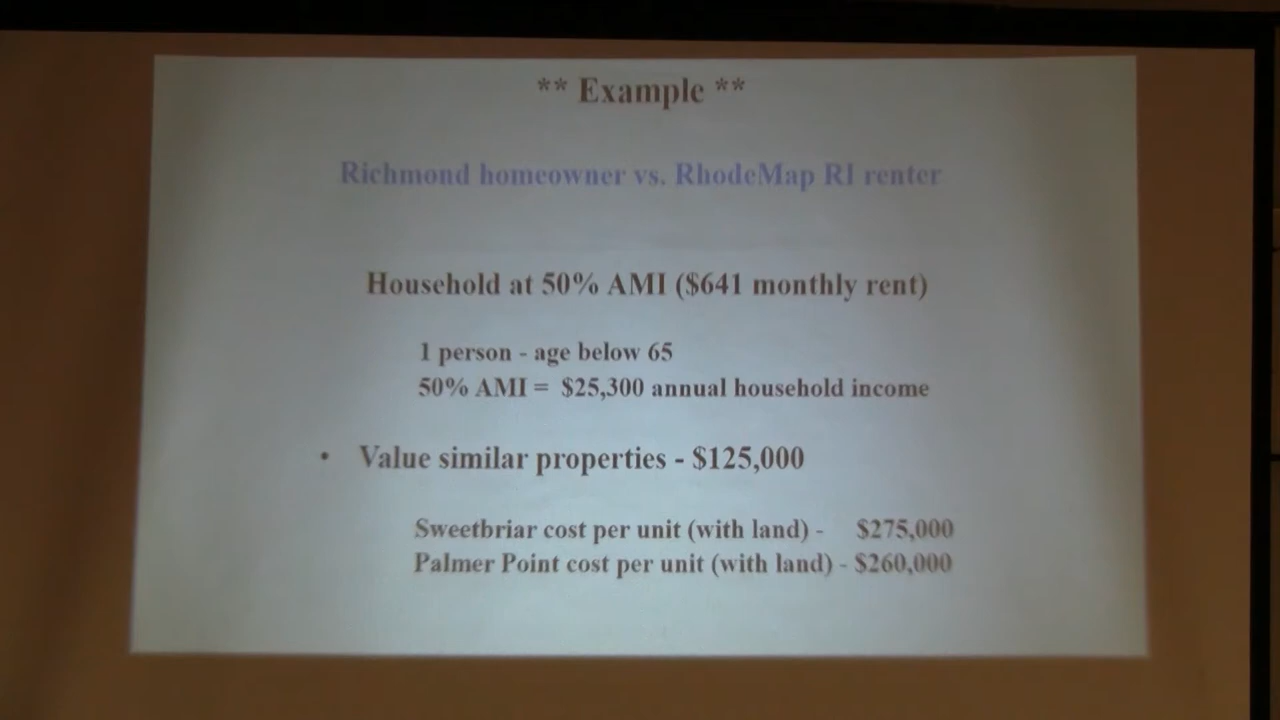 ** Example **
Richmond homeowner vs. RhodeMap RI renter
Household at 50% AMI ($641 monthly rent)
1 person - age below 65
50% AMI = $25,300 annual household income
• Value similar properties - $125,000
Sweetbriar cost per unit (with land) - $275,000
Palmer Point cost per unit (with land) - $260,000